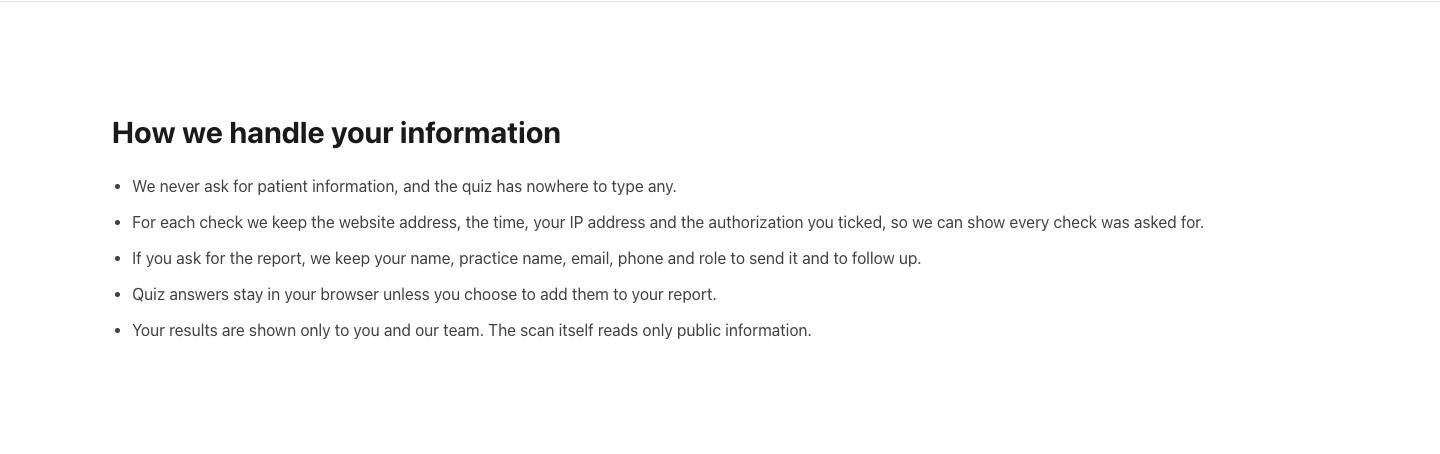 How we handle your information
• We never ask for patient information, and the quiz has nowhere to type any.
• For each check we keep the website address, the time, your IP address and the authorization you ticked, so we can show every check was asked for.
• If you ask for the report, we keep your name, practice name, email, phone and role to send it and to follow up.
• Quiz answers stay in your browser unless you choose to add them to your report.
• Your results are shown only to you and our team. The scan itself reads only public information.